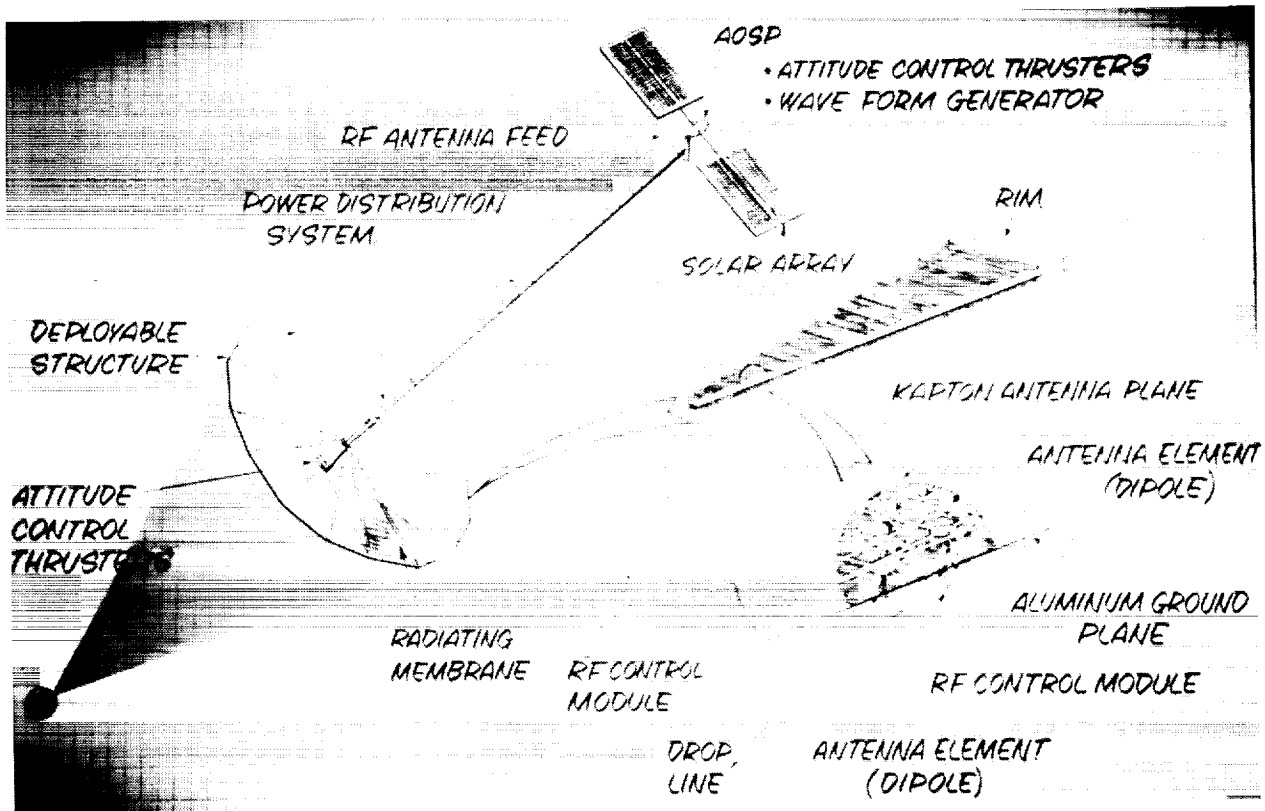 AOSP
• ATTITUDE CONTROL THRUSTERS
• WAVE FORM GENERATOR
RF ANTENNA FEED
POWER DISTRIBUTION
SYSTEM
RIM
SOLAR ARRAY
DEPLOYABLE
STRUCTURE
KAPTON ANTENNA PLANE
ANTENNA ELEMENT
(DIPOLE)
ATTITUDE
CONTROL
THRUSTERS
ALUMINUM GROUND
PLANE
RADIATING
MEMBRANE
RF CONTROL
MODULE
RF CONTROL MODULE
DROP,
LINE
ANTENNA ELEMENT
(DIPOLE)